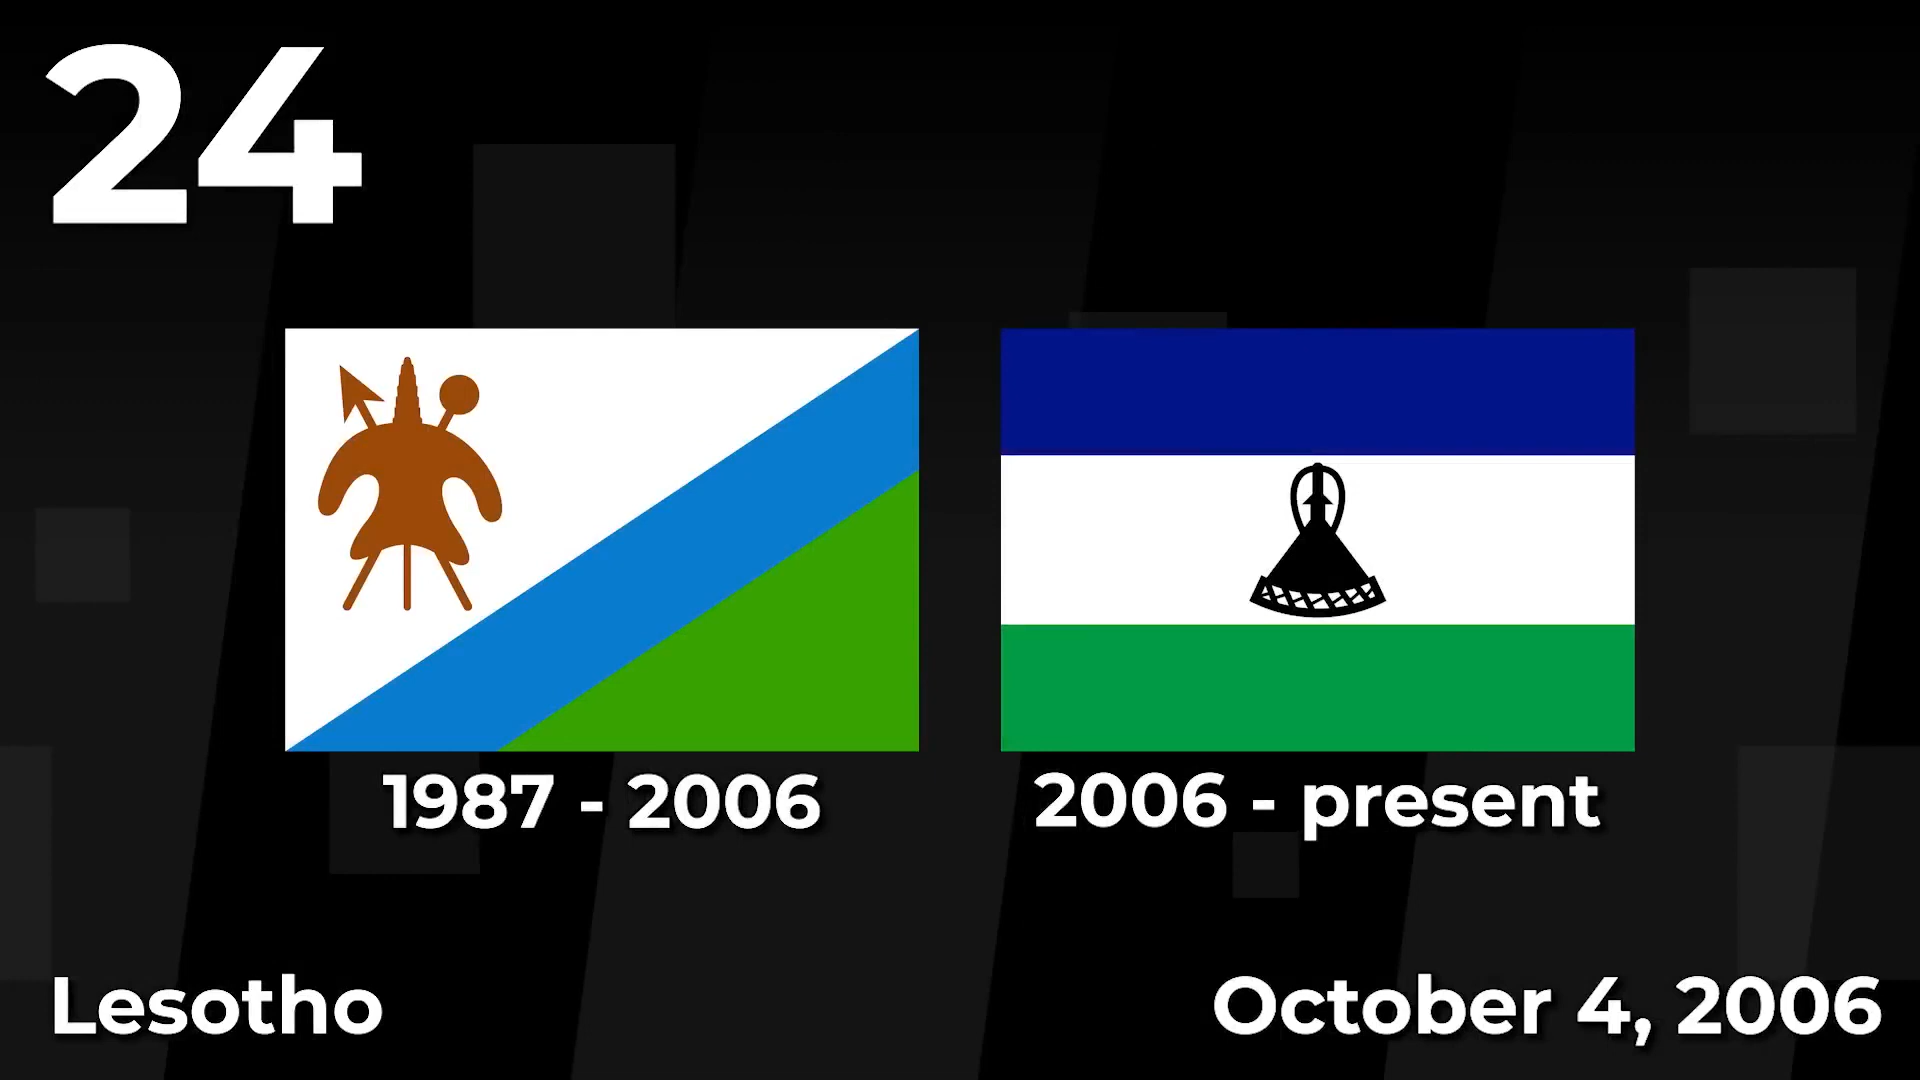 24
1987 - 2006
2006 - present
Lesotho
October 4, 2006